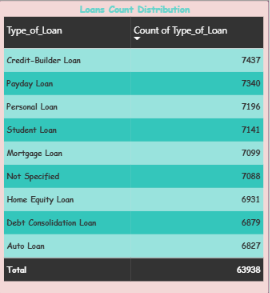 Loans Count Distribution
Type_of_Loan Count of Type_of_Loan
Credit-Builder Loan 7437
Payday Loan 7340
Personal Loan 7196
Student Loan 7141
Mortgage Loan 7099
Not Specified 7088
Home Equity Loan 6931
Debt Consolidation Loan 6879
Auto Loan 6827
Total 63938